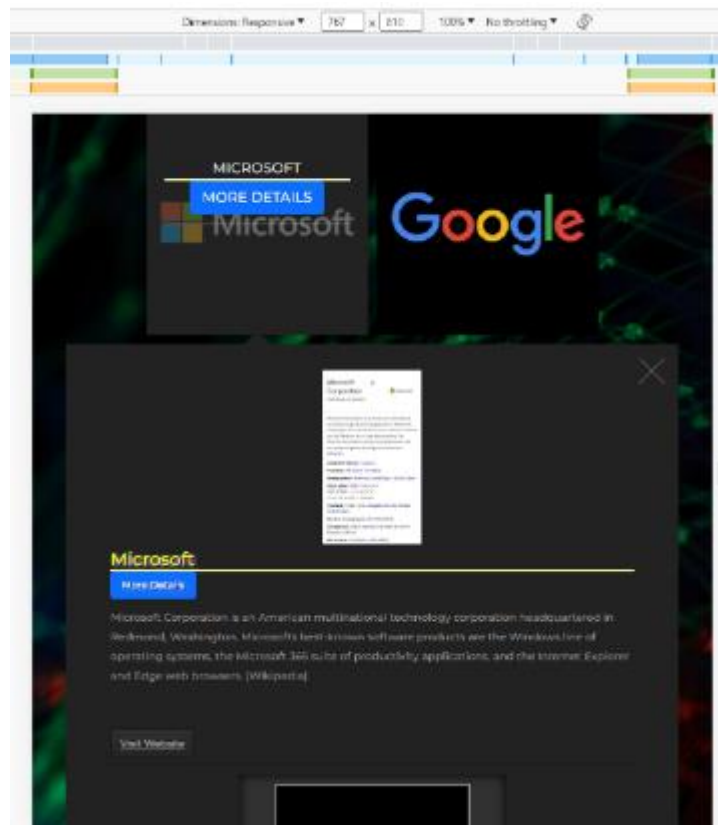 Dimensions: Responsive ▼ 767 x 810 100% ▼ No throttling ▼
MICROSOFT
MORE DETAILS
Microsoft
Google
Microsoft
Corporation
Microsoft
More Details
Microsoft Corporation is an American multinational technology corporation headquartered in
Redmond, Washington. Microsoft's best-known software products are the Windows line of
operating systems, the Microsoft 365 suite of productivity applications, and the Internet Explorer
and Edge web browsers. [Wikipedia]
Visit Website